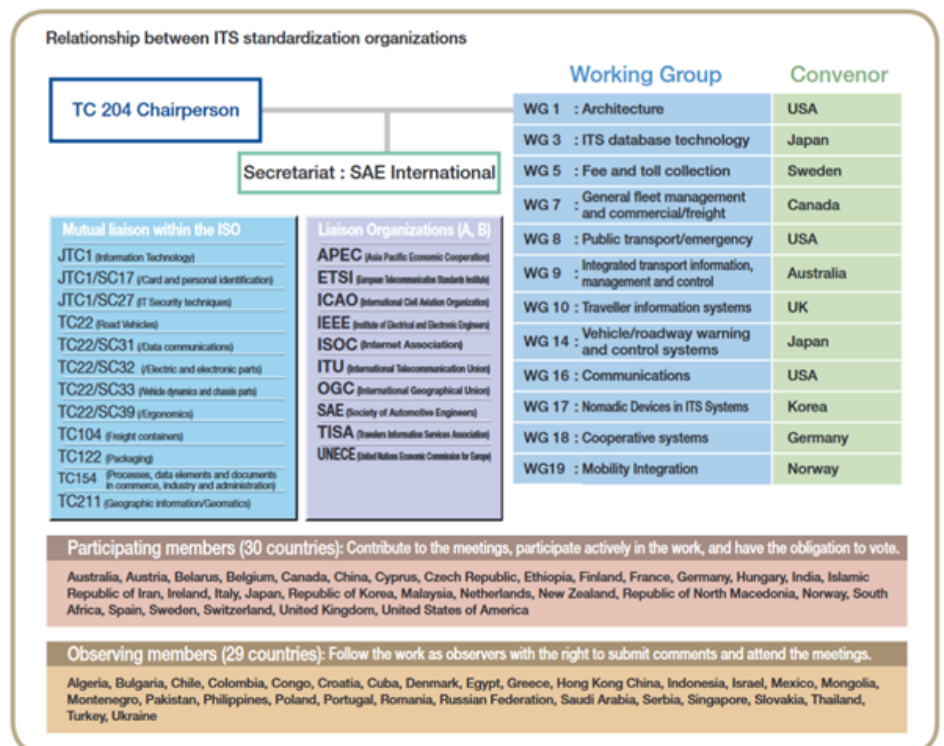 Relationship between ITS standardization organizations
TC 204 Chairperson
Secretariat : SAE International
Working Group
Convenor
WG 1 : Architecture
USA
WG 3 : ITS database technology
Japan
WG 5 : Fee and toll collection
Sweden
WG 7 : General fleet management
and commercial/freight
Canada
WG 8 : Public transport/emergency
USA
WG 9 : Integrated transport information,
management and control
Australia
WG 10 : Traveller information systems
UK
WG 14 : Vehicle/roadway warning
and control systems
Japan
WG 16 : Communications
USA
WG 17 : Nomadic Devices in ITS Systems
Korea
WG 18 : Cooperative systems
Germany
WG19 : Mobility Integration
Norway
Mutual liaison within the ISO
JTC1 (Information Technology)
JTC1/SC17 (/Card and personal identification)
JTC1/SC27 (IT Security techniques)
TC22 (Road Vehicles)
TC22/SC31 (/Data communications)
TC22/SC32 (/Electric and electronic parts)
TC22/SC33 (/Vehicle dynamics and chassis parts)
TC22/SC39 (/Ergonomics)
TC104 (Freight containers)
TC122 (Packaging)
TC154 (Processes, data elements and documents
in commerce, industry and administration)
TC211 (Geographic information/Geomatics)
Liaison Organizations (A, B)
APEC (Asia Pacific Economic Cooperation)
ETSI (European Telecommunication Standards Institute)
ICAO (International Civil Aviation Organization)
IEEE (Institute of Electrical and Electronic Engineers)
ISOC (Internet Association)
ITU (International Telecommunication Union)
OGC (International Geographical Union)
SAE (Society of Automotive Engineers)
TISA (Travelers Information Services Association)
UNECE (United Nations Economic Commission for Europe)
Participating members (30 countries): Contribute to the meetings, participate actively in the work, and have the obligation to vote.
Australia, Austria, Belarus, Belgium, Canada, China, Cyprus, Czech Republic, Ethiopia, Finland, France, Germany, Hungary, India, Islamic
Republic of Iran, Ireland, Italy, Japan, Republic of Korea, Malaysia, Netherlands, New Zealand, Republic of North Macedonia, Norway, South
Africa, Spain, Sweden, Switzerland, United Kingdom, United States of America
Observing members (29 countries): Follow the work as observers with the right to submit comments and attend the meetings.
Algeria, Bulgaria, Chile, Colombia, Congo, Croatia, Cuba, Denmark, Egypt, Greece, Hong Kong China, Indonesia, Israel, Mexico, Mongolia,
Montenegro, Pakistan, Philippines, Poland, Portugal, Romania, Russian Federation, Saudi Arabia, Serbia, Singapore, Slovakia, Thailand,
Turkey, Ukraine